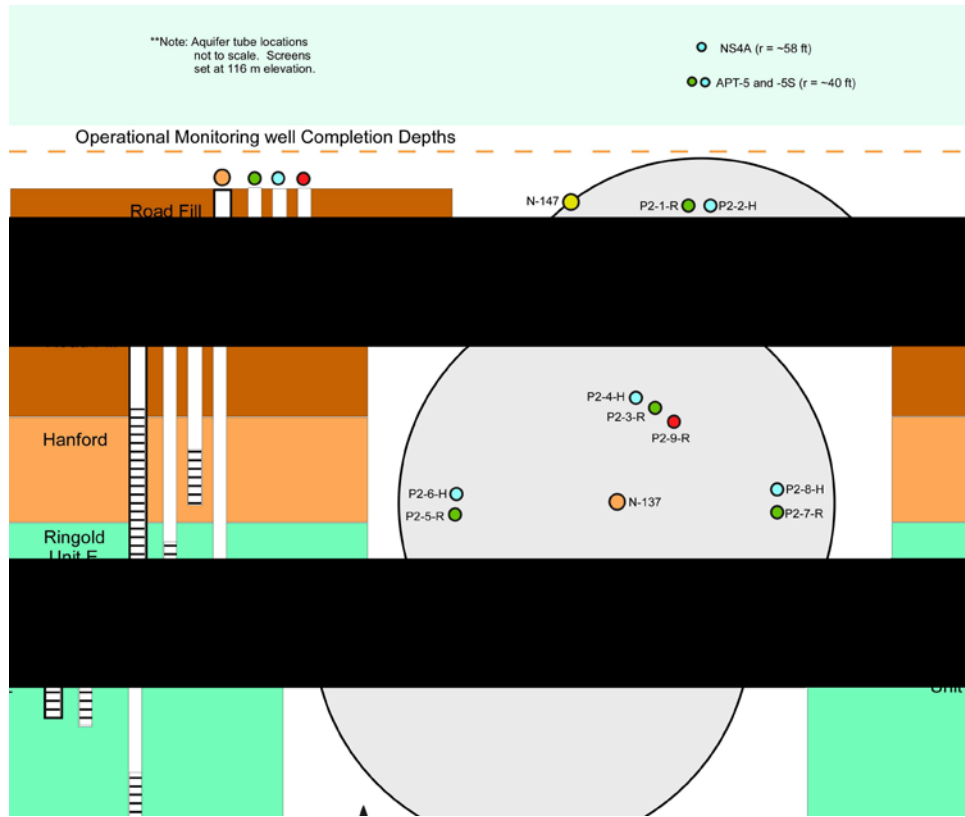 **Note: Aquifer tube locations
not to scale. Screens
set at 116 m elevation.
NS4A (r = ~58 ft)
APT-5 and -5S (r = ~40 ft)
Operational Monitoring well Completion Depths
Road Fill
N-147
P2-1-R
P2-2-H
P2-4-H
P2-3-R
P2-9-R
Hanford
P2-6-H
P2-8-H
N-137
P2-5-R
P2-7-R
Ringold
Unit E
Unit